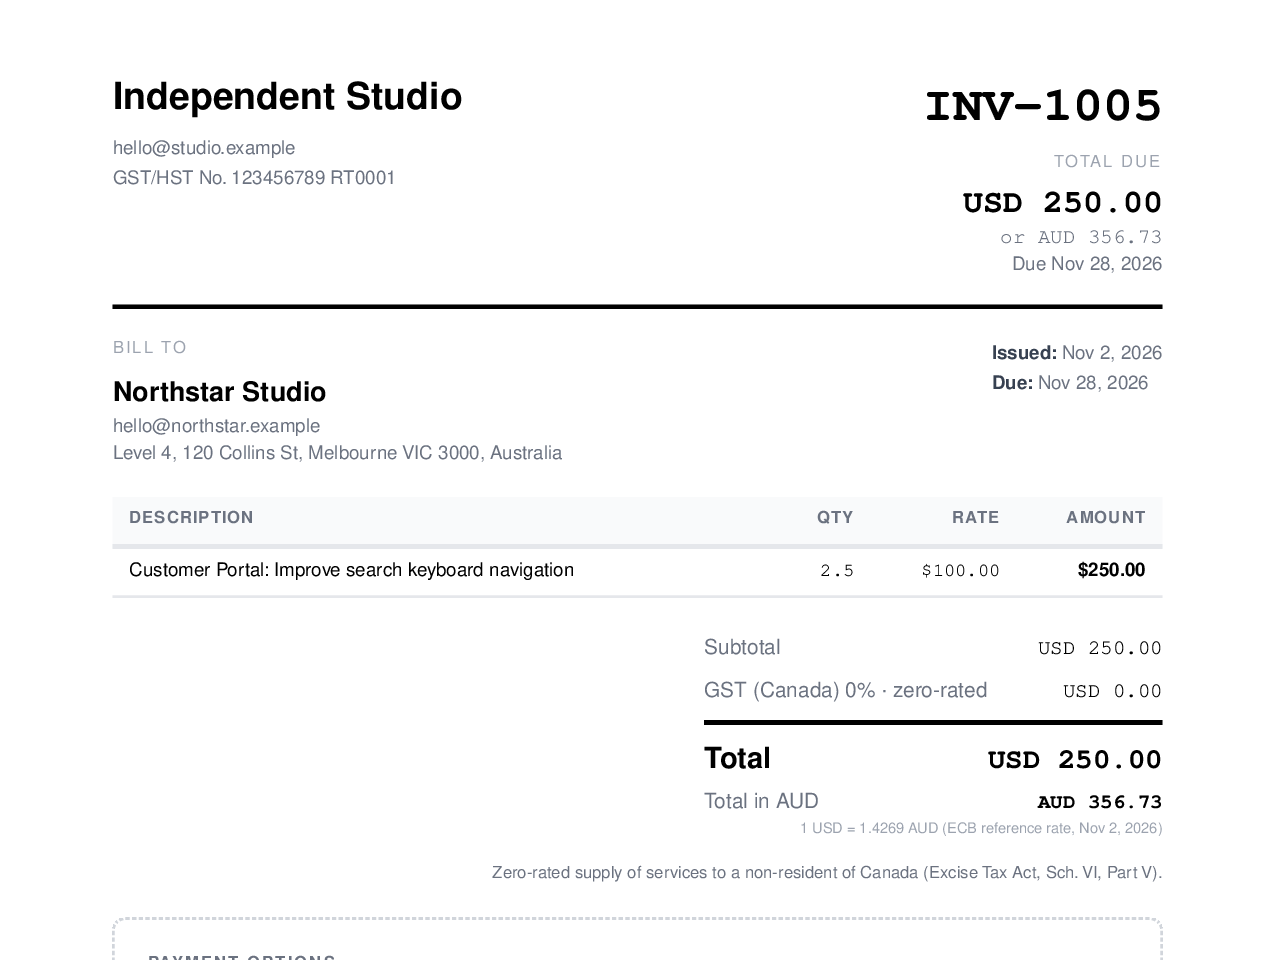 Independent Studio
hello@studio.example
GST/HST No. 123456789 RT0001
INV-1005
TOTAL DUE
USD 250.00
or AUD 356.73
Due Nov 28, 2026
BILL TO
Northstar Studio
hello@northstar.example
Level 4, 120 Collins St, Melbourne VIC 3000, Australia
Issued: Nov 2, 2026
Due: Nov 28, 2026
DESCRIPTION QTY RATE AMOUNT
Customer Portal: Improve search keyboard navigation 2.5 $100.00 $250.00
Subtotal USD 250.00
GST (Canada) 0% · zero-rated USD 0.00
Total USD 250.00
Total in AUD AUD 356.73
1 USD = 1.4269 AUD (ECB reference rate, Nov 2, 2026)
Zero-rated supply of services to a non-resident of Canada (Excise Tax Act, Sch. VI, Part V).
PAYMENT OPTIONS